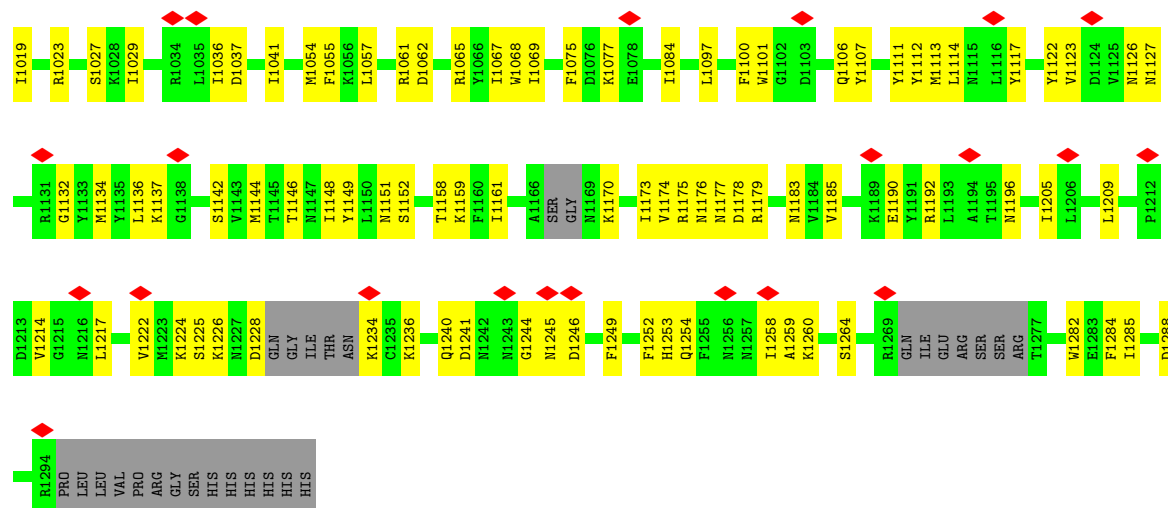 I1019 R1023 S1027 K1028 I1029 R1034 L1035 I1036 D1037 I1041 M1054 F1055 K1056 L1057 R1061 D1062 R1065 Y1066 I1067 W1068 I1069 F1075 D1076 K1077 E1078 I1084 L1097 F1100 W1101 G1102 D1103 Q1106 Y1107 Y1111 Y1112 M1113 L1114 N1115 L1116 Y1117 Y1122 V1123 D1124 V1125 N1126 N1127
R1131 G1132 Y1133 M1134 Y1135 L1136 K1137 G1138 S1142 V1143 M1144 T1145 T1146 N1147 I1148 Y1149 L1150 N1151 S1152 T1158 K1159 F1160 I1161 A1166 SER GLY N1169 K1170 I1173 V1174 R1175 N1176 N1177 D1178 R1179 N1183 V1184 V1185 K1189 E1190 Y1191 R1192 L1193 A1194 T1195 N1196 I1205 L1206 L1209 P1212
D1213 V1214 G1215 N1216 L1217 V1222 M1223 K1224 S1225 K1226 N1227 D1228 GLN GLY ILE THR ASN K1234 C1235 K1236 Q1240 D1241 N1242 N1243 G1244 N1245 D1246 F1249 F1252 H1253 Q1254 F1255 N1256 N1257 I1258 A1259 K1260 S1264 R1269 GLN ILE GLU ARG SER SER ARG T1277 W1282 E1283 F1284 I1285 D1288
R1294 PRO LEU LEU VAL PRO ARG GLY SER HIS HIS HIS HIS HIS HIS